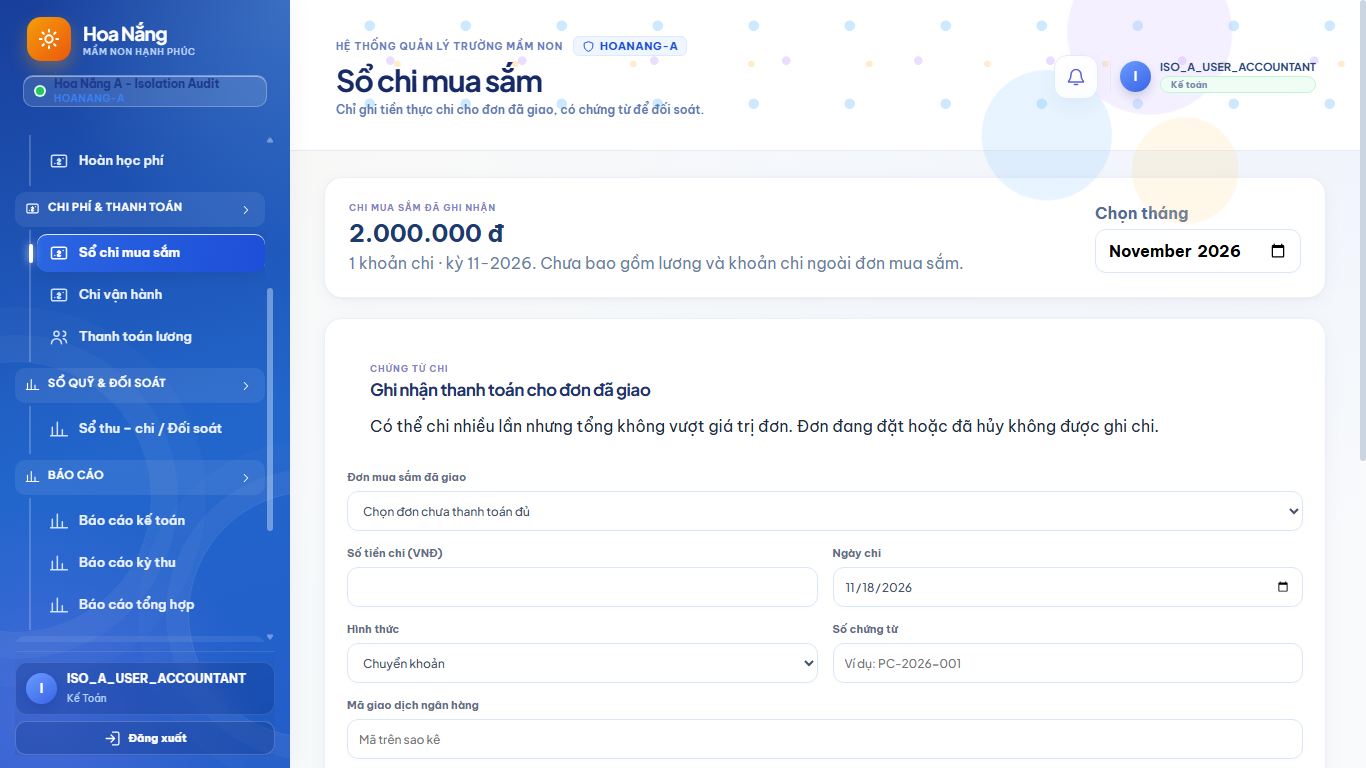 Hoa Nắng
MẦM NON HẠNH PHÚC
Hoa Nắng A - Isolation Audit
HOANANG-A
Hoàn học phí
CHI PHÍ & THANH TOÁN
Sổ chi mua sắm
Chi vận hành
Thanh toán lương
SỔ QUỸ & ĐỐI SOÁT
Sổ thu – chi / Đối soát
BÁO CÁO
Báo cáo kế toán
Báo cáo kỳ thu
Báo cáo tổng hợp
I
ISO_A_USER_ACCOUNTANT
Kế Toán
Đăng xuất
HỆ THỐNG QUẢN LÝ TRƯỜNG MẦM NON
HOANANG-A
Sổ chi mua sắm
Chỉ ghi tiền thực chi cho đơn đã giao, có chứng từ để đối soát.
I
ISO_A_USER_ACCOUNTANT
Kế toán
CHI MUA SẮM ĐÃ GHI NHẬN
2.000.000 đ
1 khoản chi · kỳ 11-2026. Chưa bao gồm lương và khoản chi ngoài đơn mua sắm.
Chọn tháng
November 2026
CHỨNG TỪ CHI
Ghi nhận thanh toán cho đơn đã giao
Có thể chi nhiều lần nhưng tổng không vượt giá trị đơn. Đơn đang đặt hoặc đã hủy không được ghi chi.
Đơn mua sắm đã giao
Chọn đơn chưa thanh toán đủ
Số tiền chi (VNĐ)
Ngày chi
11/18/2026
Hình thức
Số chứng từ
Chuyển khoản
Ví dụ: PC-2026-001
Mã giao dịch ngân hàng
Mã trên sao kê